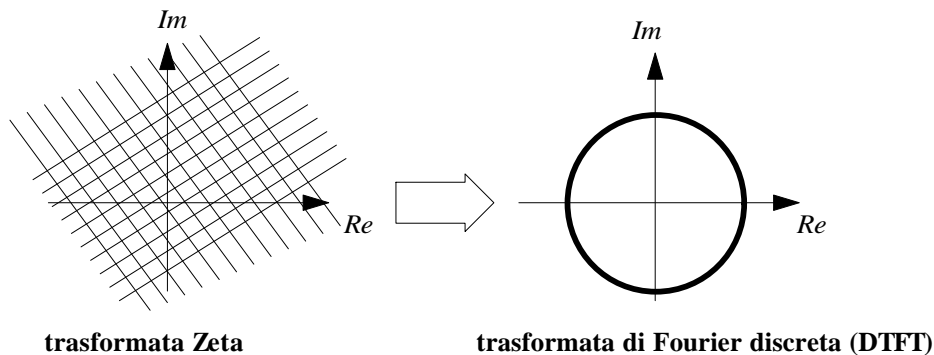 Im
Im
Re
Re
trasformata Zeta
trasformata di Fourier discreta (DTFT)